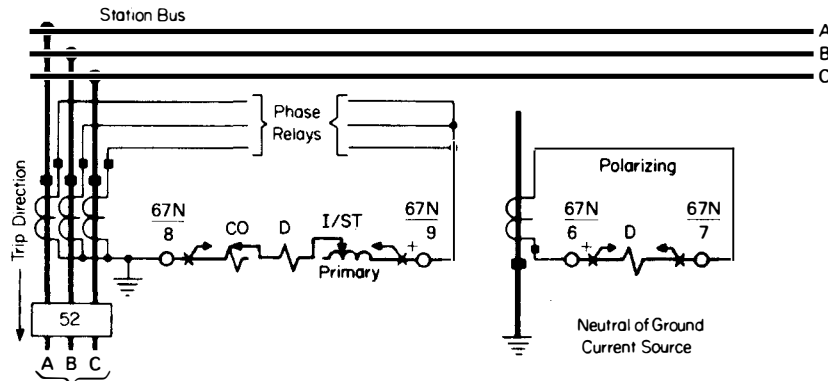 Station Bus
A
B
C
Phase
Relays
Polarizing
Trip Direction
67N
8
CO
D
I/ST
67N
+
9
Primary
67N
6
+
D
67N
7
52
A B C
Neutral of Ground
Current Source